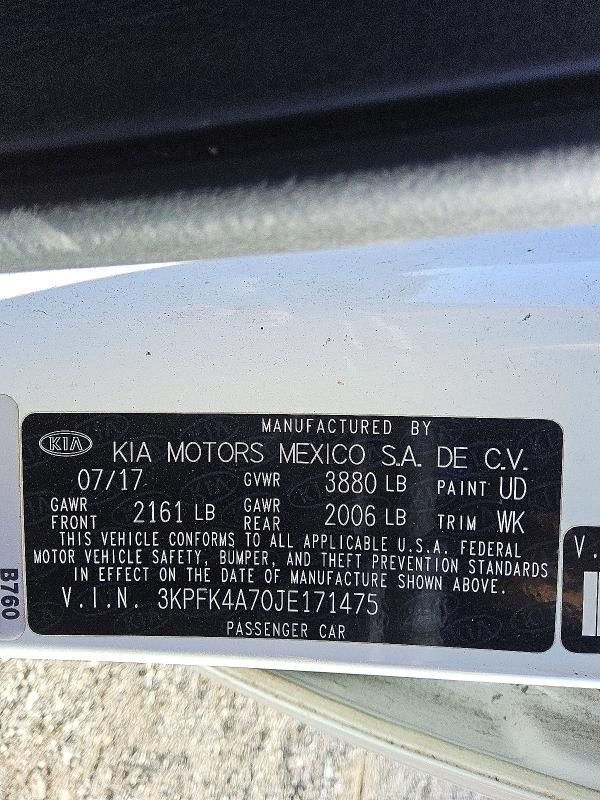 MANUFACTURED BY
KIA KIA MOTORS MEXICO S.A. DE C.V.
07/17 GVWR 3880 LB PAINT UD
GAWR FRONT 2161 LB GAWR REAR 2006 LB TRIM WK
THIS VEHICLE CONFORMS TO ALL APPLICABLE U.S.A. FEDERAL
MOTOR VEHICLE SAFETY, BUMPER, AND THEFT PREVENTION STANDARDS
IN EFFECT ON THE DATE OF MANUFACTURE SHOWN ABOVE.
V.I.N. 3KPFK4A70JE171475
PASSENGER CAR
B760
V.